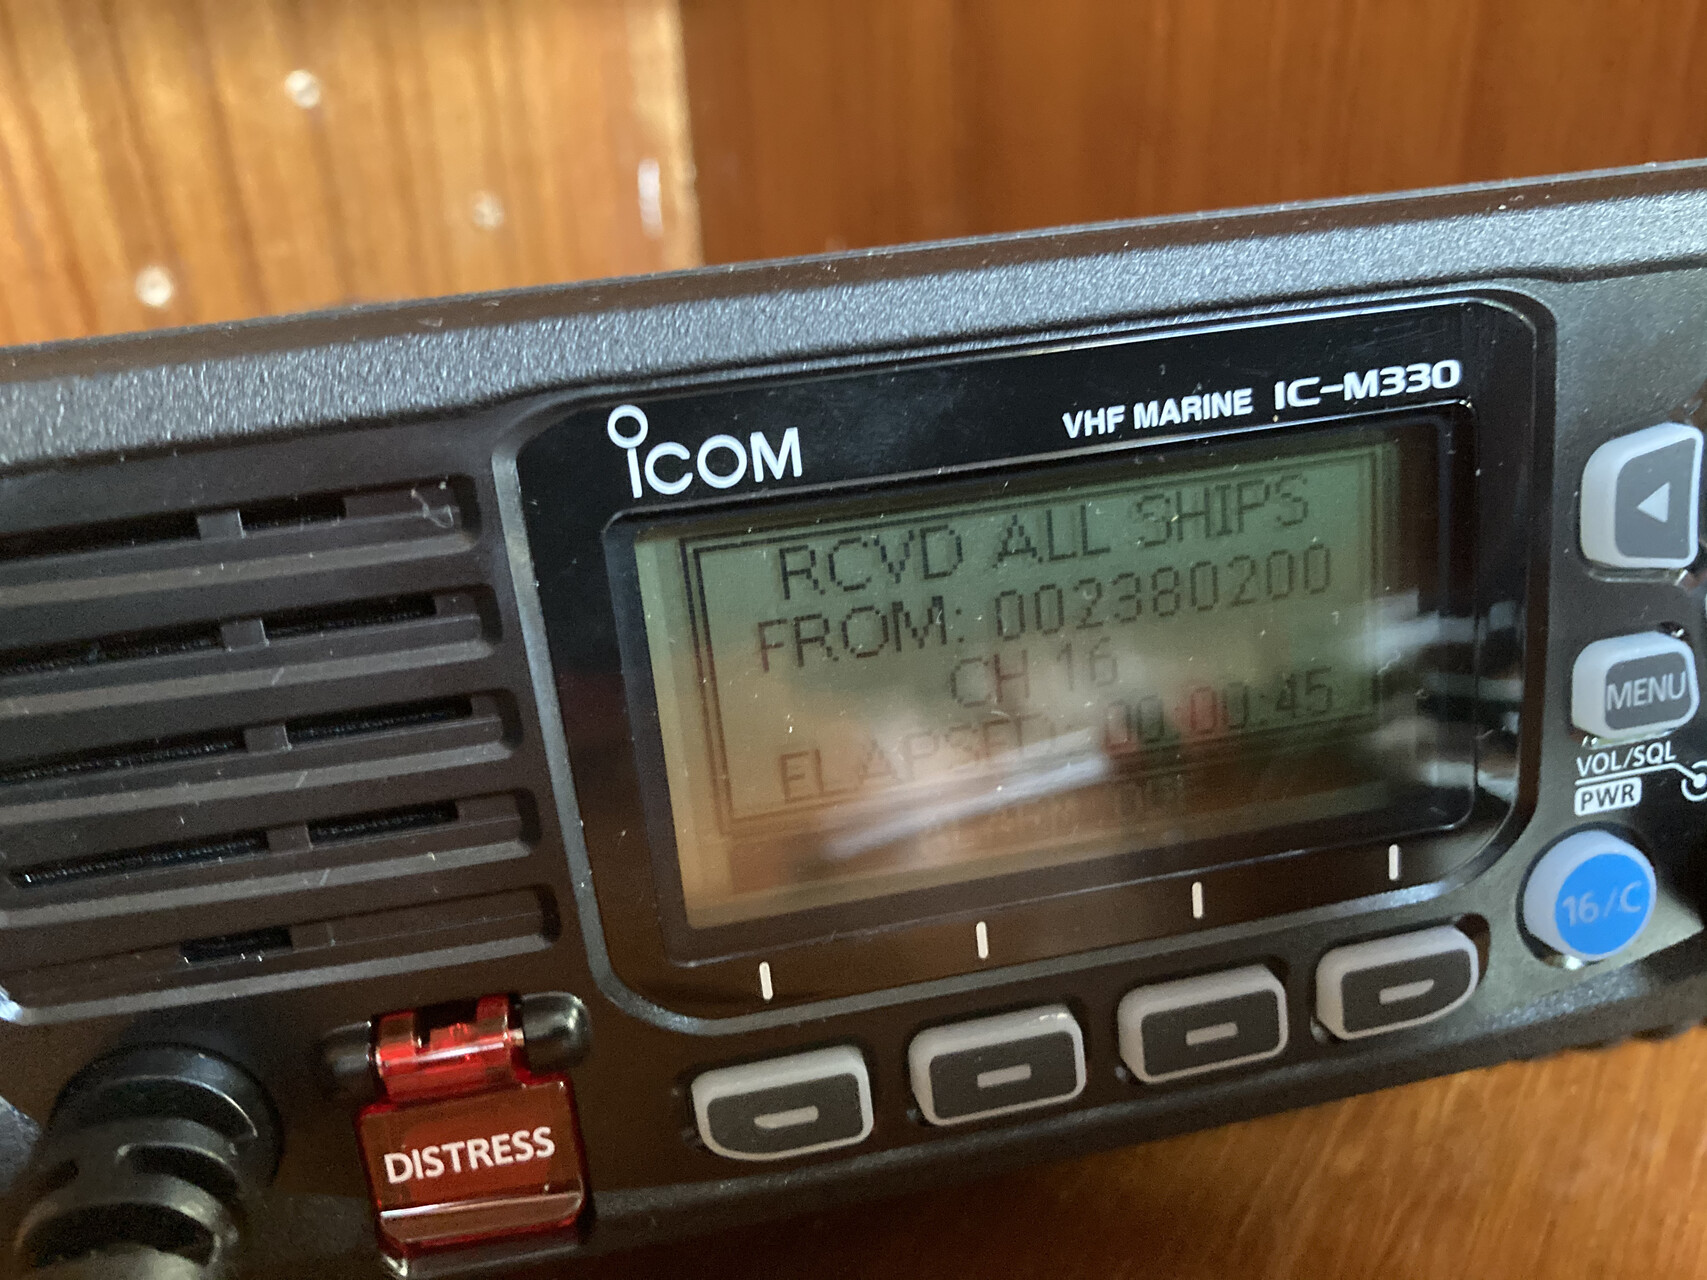 ICOM
VHF MARINE IC-M330
RCVD ALL SHIPS
FROM: 002380200
CH 16
ELAPSED: 00:00:45
MENU
VOL/SQL
PWR
16/C
DISTRESS